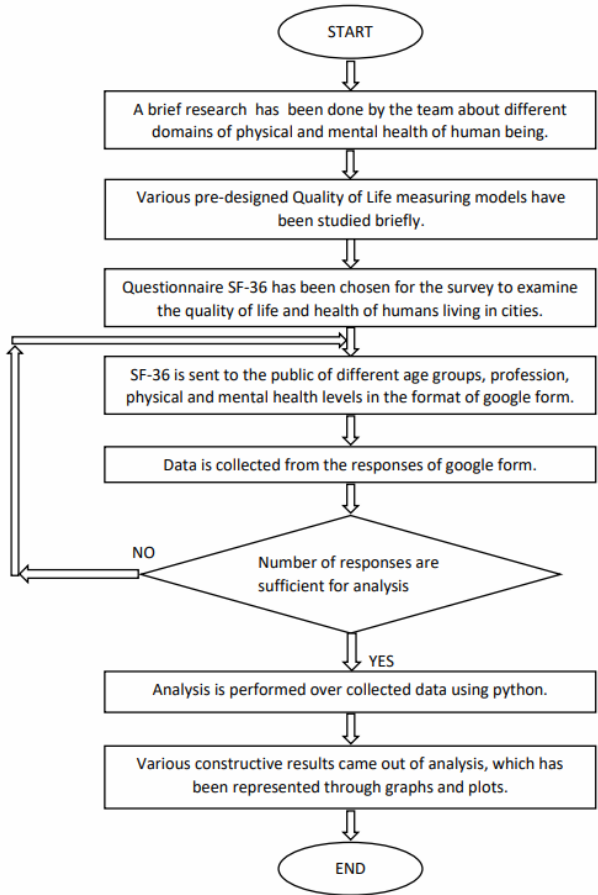 START
A brief research has been done by the team about different
domains of physical and mental health of human being.
Various pre-designed Quality of Life measuring models have
been studied briefly.
Questionnaire SF-36 has been chosen for the survey to examine
the quality of life and health of humans living in cities.
SF-36 is sent to the public of different age groups, profession,
physical and mental health levels in the format of google form.
Data is collected from the responses of google form.
NO
Number of responses are
sufficient for analysis
YES
Analysis is performed over collected data using python.
Various constructive results came out of analysis, which has
been represented through graphs and plots.
END